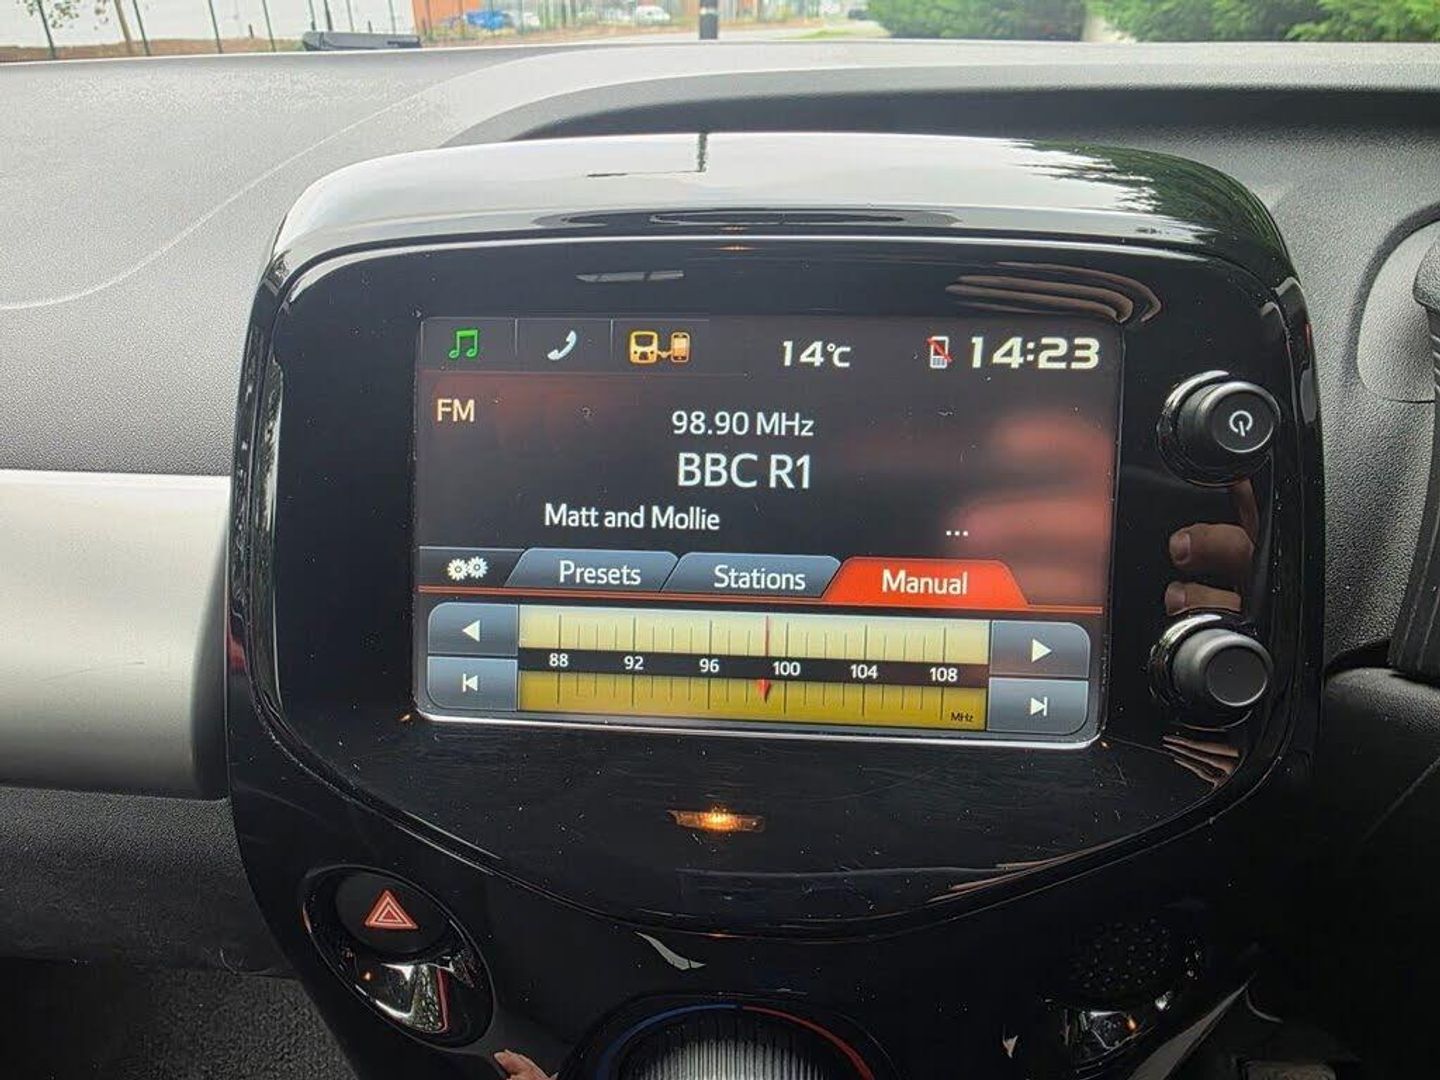 14°C 14:23
FM
98.90 MHz
BBC R1
Matt and Mollie
...
Presets Stations Manual
88 92 96 100 104 108
MHz